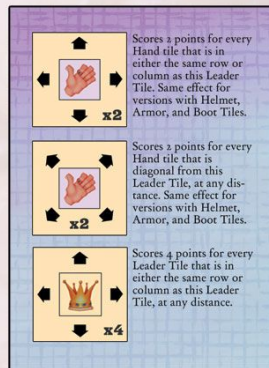 Scores 2 points for every
Hand tile that is in
either the same row or
column as this Leader
Tile. Same effect for
versions with Helmet,
Armor, and Boot Tiles.
x2
Scores 2 points for every
Hand tile that is
diagonal from this
Leader Tile, at any dis-
tance. Same effect for
versions with Helmet,
Armor, and Boot Tiles.
x2
Scores 4 points for every
Leader Tile that is in
either the same row or
column as this Leader
Tile, at any distance.
x4